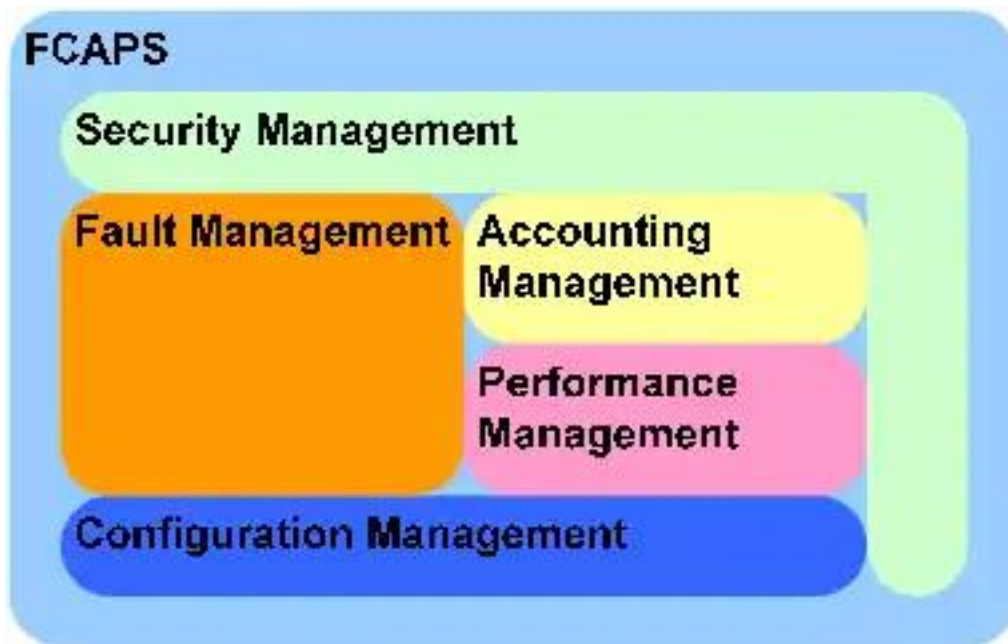 FCAPS
Security Management
Fault Management
Accounting
Management
Performance
Management
Configuration Management